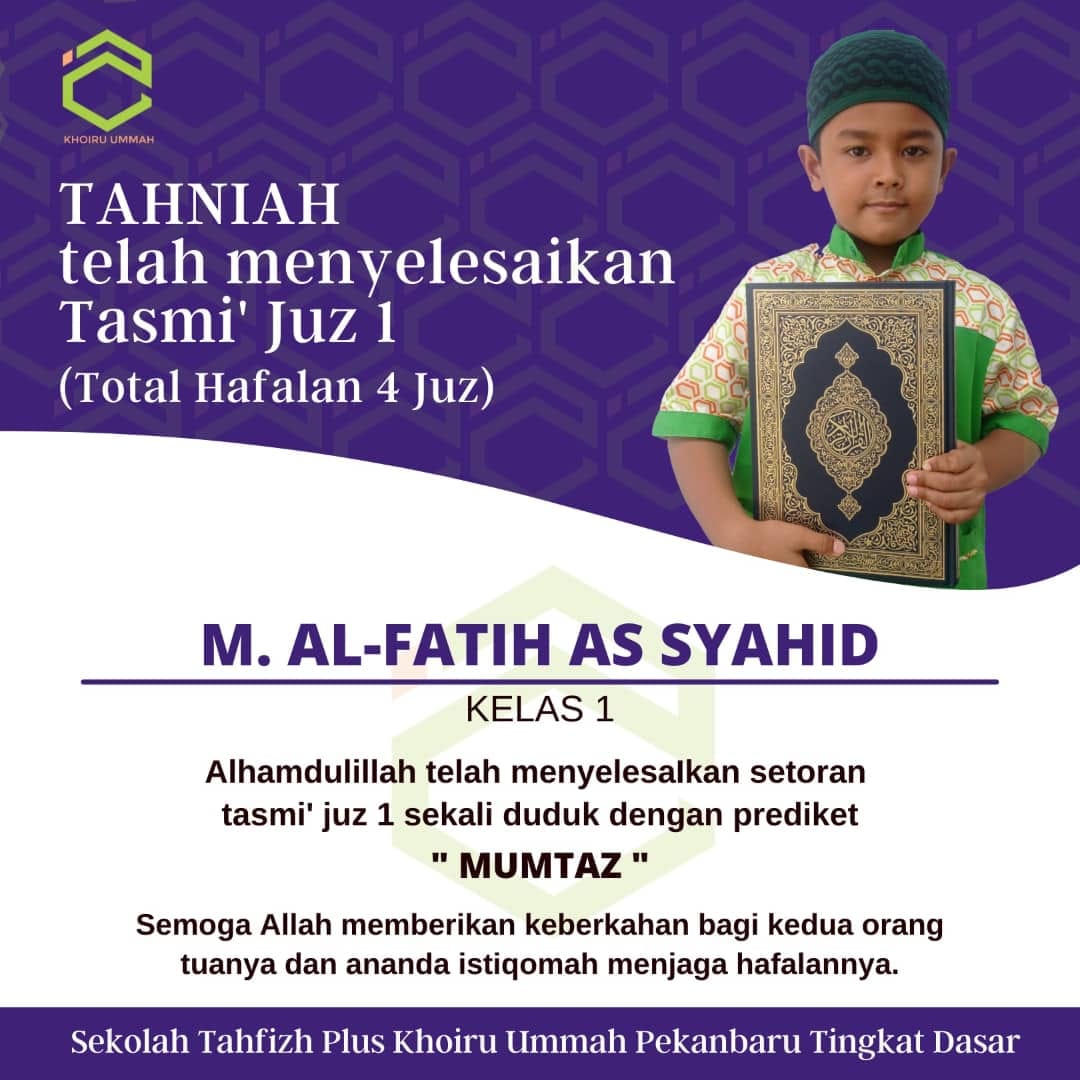 KHOIRU UMMAH
TAHNIAH
telah menyelesaikan
Tasmi' Juz 1
(Total Hafalan 4 Juz)
M. AL-FATIH AS SYAHID
KELAS 1
Alhamdulillah telah menyelesaIkan setoran
tasmi' juz 1 sekali duduk dengan prediket
" MUMTAZ "
Semoga Allah memberikan keberkahan bagi kedua orang
tuanya dan ananda istiqomah menjaga hafalannya.
Sekolah Tahfizh Plus Khoiru Ummah Pekanbaru Tingkat Dasar